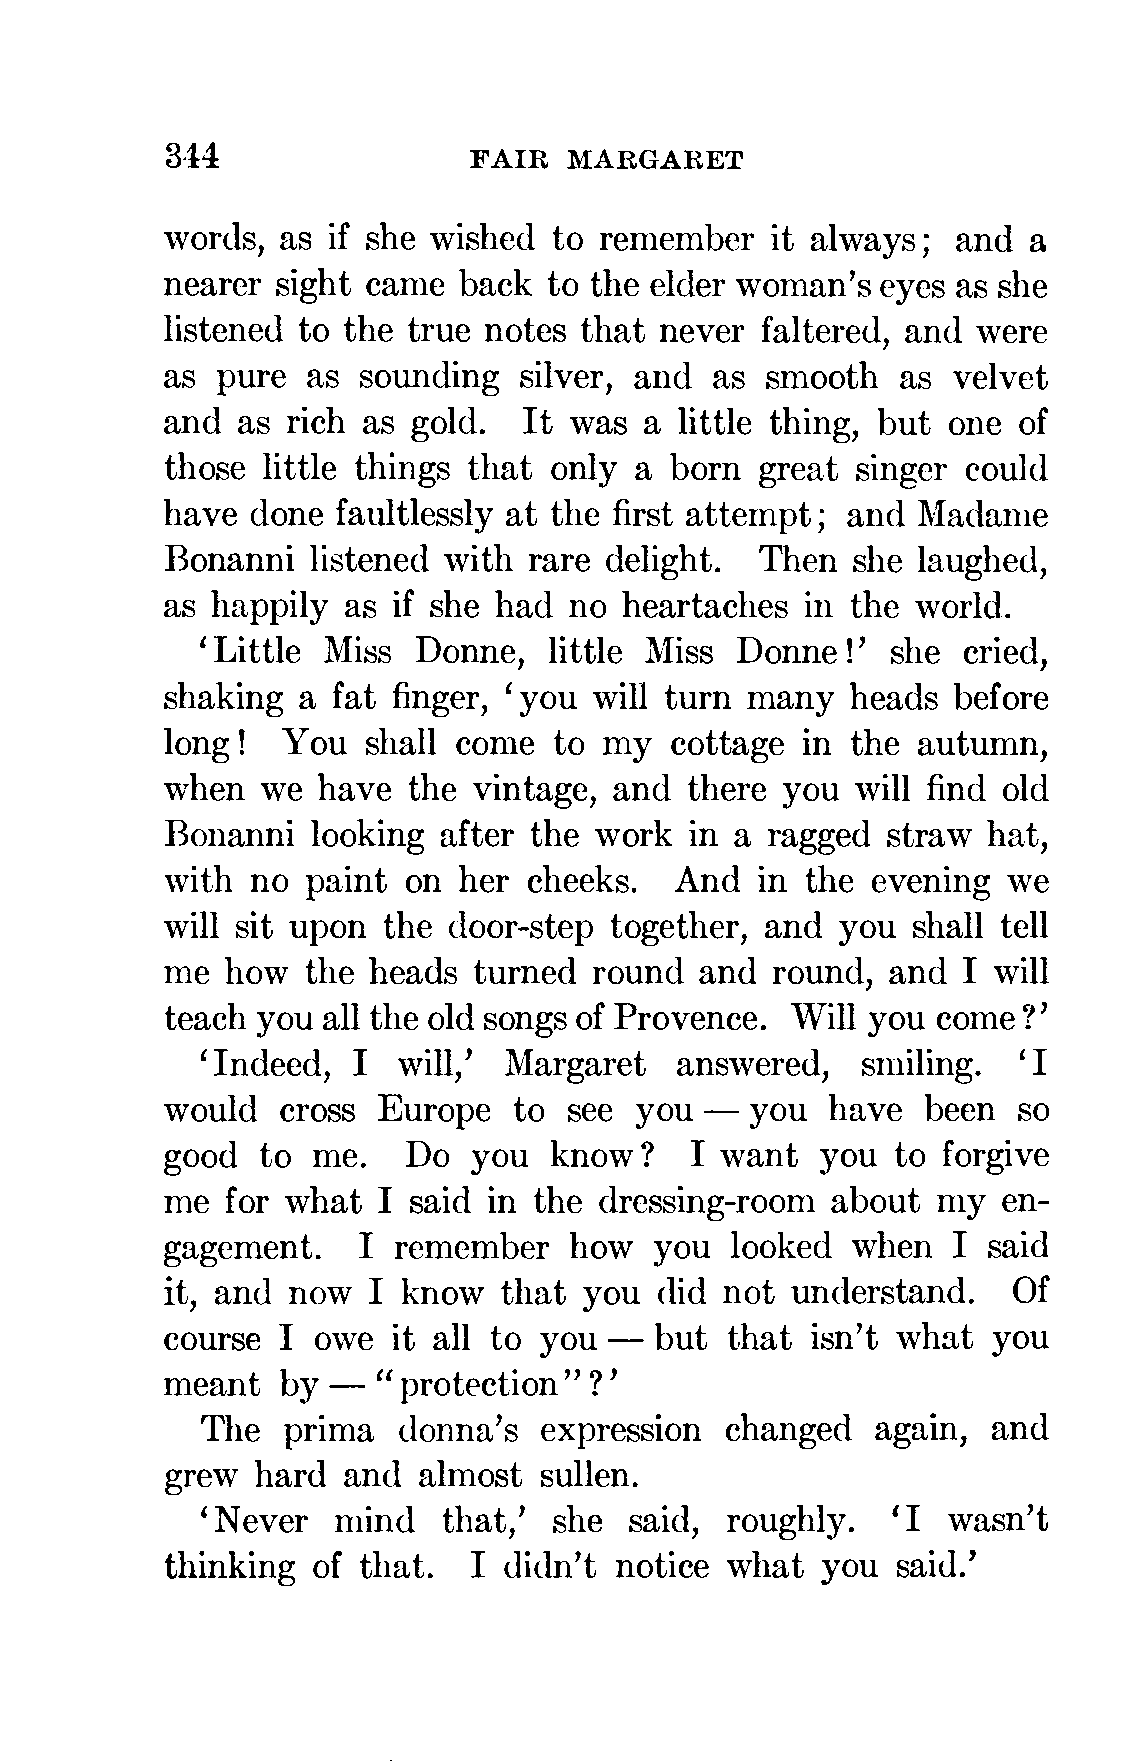 344 FAIR MARGARET
words, as if she wished to remember it always; and a
nearer sight came back to the elder woman's eyes as she
listened to the true notes that never faltered, and were
as pure as sounding silver, and as smooth as velvet
and as rich as gold. It was a little thing, but one of
those little things that only a born great singer could
have done faultlessly at the first attempt; and Madame
Bonanni listened with rare delight. Then she laughed,
as happily as if she had no heartaches in the world.
'Little Miss Donne, little Miss Donne!' she cried,
shaking a fat finger, 'you will turn many heads before
long! You shall come to my cottage in the autumn,
when we have the vintage, and there you will find old
Bonanni looking after the work in a ragged straw hat,
with no paint on her cheeks. And in the evening we
will sit upon the door-step together, and you shall tell
me how the heads turned round and round, and I will
teach you all the old songs of Provence. Will you come?'
'Indeed, I will,' Margaret answered, smiling. 'I
would cross Europe to see you — you have been so
good to me. Do you know? I want you to forgive
me for what I said in the dressing-room about my en-
gagement. I remember how you looked when I said
it, and now I know that you did not understand. Of
course I owe it all to you — but that isn't what you
meant by — "protection"?'
The prima donna's expression changed again, and
grew hard and almost sullen.
'Never mind that,' she said, roughly. 'I wasn't
thinking of that. I didn't notice what you said.'